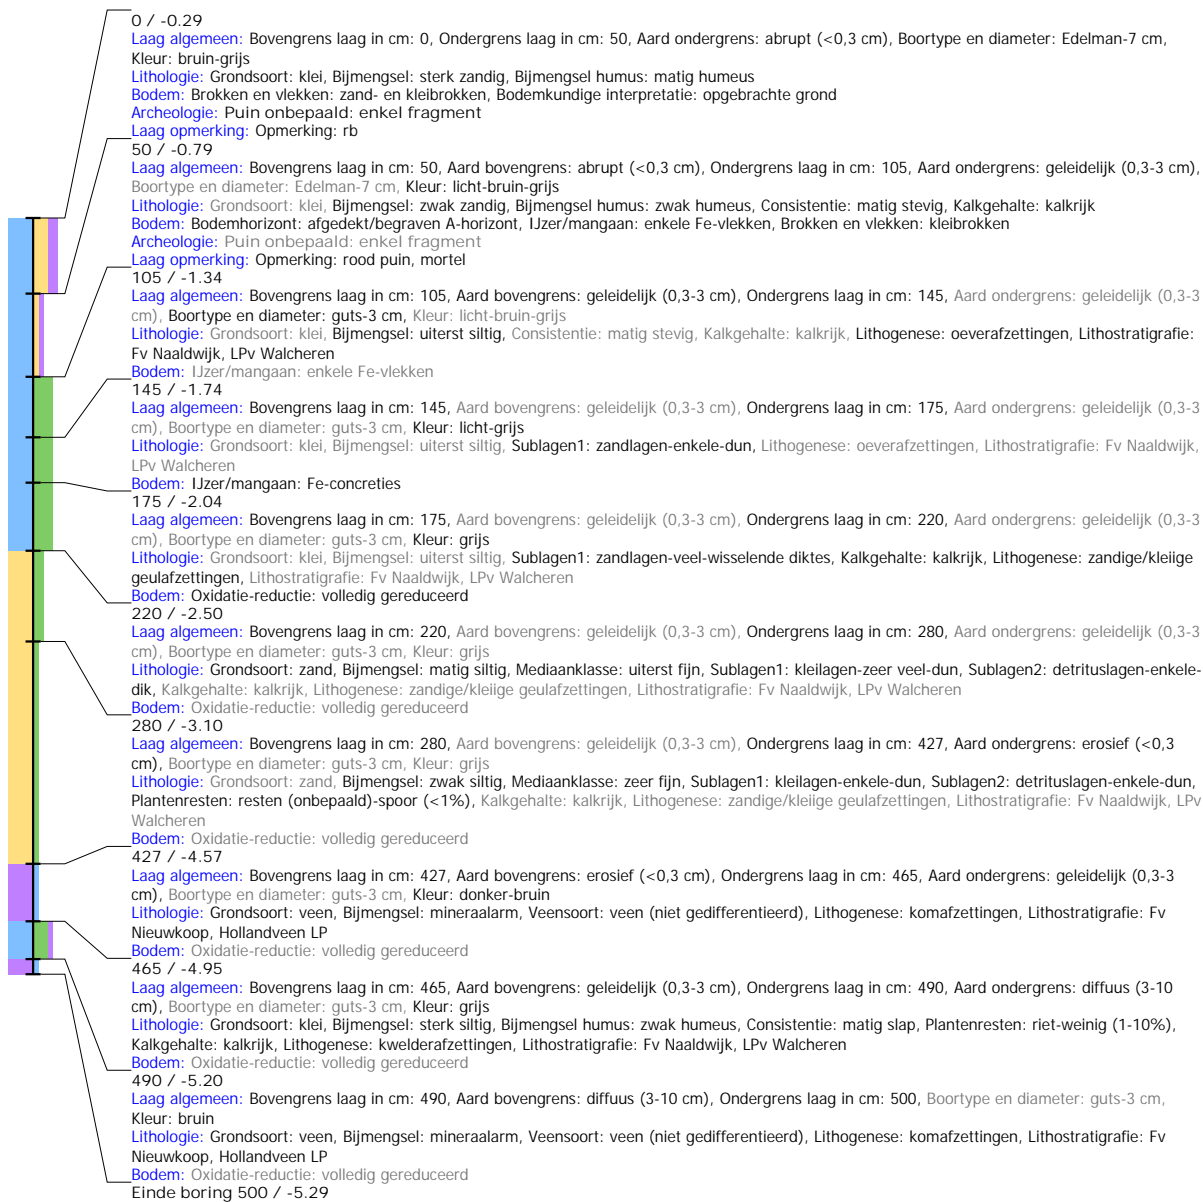 0 / -0.29
Laag algemeen: Bovengrens laag in cm: 0, Ondergrens laag in cm: 50, Aard ondergrens: abrupt (<0,3 cm), Boortype en diameter: Edelman-7 cm,
Kleur: bruin-grijs
Lithologie: Grondsoort: klei, Bijmengsel: sterk zandig, Bijmengsel humus: matig humeus
Bodem: Brokken en vlekken: zand- en kleibrokken, Bodemkundige interpretatie: opgebrachte grond
Archeologie: Puin onbepaald: enkel fragment
Laag opmerking: Opmerking: rb
50 / -0.79
Laag algemeen: Bovengrens laag in cm: 50, Aard bovengrens: abrupt (<0,3 cm), Ondergrens laag in cm: 105, Aard ondergrens: geleidelijk (0,3-3 cm),
Boortype en diameter: Edelman-7 cm, Kleur: licht-bruin-grijs
Lithologie: Grondsoort: klei, Bijmengsel: zwak zandig, Bijmengsel humus: zwak humeus, Consistentie: matig stevig, Kalkgehalte: kalkrijk
Bodem: Bodemhorizont: afgedekt/begraven A-horizont, IJzer/mangaan: enkele Fe-vlekken, Brokken en vlekken: kleibrokken
Archeologie: Puin onbepaald: enkel fragment
Laag opmerking: Opmerking: rood puin, mortel
105 / -1.34
Laag algemeen: Bovengrens laag in cm: 105, Aard bovengrens: geleidelijk (0,3-3 cm), Ondergrens laag in cm: 145, Aard ondergrens: geleidelijk (0,3-3
cm), Boortype en diameter: guts-3 cm, Kleur: licht-bruin-grijs
Lithologie: Grondsoort: klei, Bijmengsel: uiterst siltig, Consistentie: matig stevig, Kalkgehalte: kalkrijk, Lithogenese: oeverafzettingen, Lithostratigrafie:
Fv Naaldwijk, LPv Walcheren
Bodem: IJzer/mangaan: enkele Fe-vlekken
145 / -1.74
Laag algemeen: Bovengrens laag in cm: 145, Aard bovengrens: geleidelijk (0,3-3 cm), Ondergrens laag in cm: 175, Aard ondergrens: geleidelijk (0,3-3
cm), Boortype en diameter: guts-3 cm, Kleur: licht-grijs
Lithologie: Grondsoort: klei, Bijmengsel: uiterst siltig, Sublagen1: zandlagen-enkele-dun, Lithogenese: oeverafzettingen, Lithostratigrafie: Fv Naaldwijk,
LPv Walcheren
Bodem: IJzer/mangaan: Fe-concreties
175 / -2.04
Laag algemeen: Bovengrens laag in cm: 175, Aard bovengrens: geleidelijk (0,3-3 cm), Ondergrens laag in cm: 220, Aard ondergrens: geleidelijk (0,3-3
cm), Boortype en diameter: guts-3 cm, Kleur: grijs
Lithologie: Grondsoort: klei, Bijmengsel: uiterst siltig, Sublagen1: zandlagen-veel-wisselende diktes, Kalkgehalte: kalkrijk, Lithogenese: zandige/kleiige
geulafzettingen, Lithostratigrafie: Fv Naaldwijk, LPv Walcheren
Bodem: Oxidatie-reductie: volledig gereduceerd
220 / -2.50
Laag algemeen: Bovengrens laag in cm: 220, Aard bovengrens: geleidelijk (0,3-3 cm), Ondergrens laag in cm: 280, Aard ondergrens: geleidelijk (0,3-3
cm), Boortype en diameter: guts-3 cm, Kleur: grijs
Lithologie: Grondsoort: zand, Bijmengsel: matig siltig, Mediaanklasse: uiterst fijn, Sublagen1: kleilagen-zeer veel-dun, Sublagen2: detrituslagen-enkele-
dik, Kalkgehalte: kalkrijk, Lithogenese: zandige/kleiige geulafzettingen, Lithostratigrafie: Fv Naaldwijk, LPv Walcheren
Bodem: Oxidatie-reductie: volledig gereduceerd
280 / -3.10
Laag algemeen: Bovengrens laag in cm: 280, Aard bovengrens: geleidelijk (0,3-3 cm), Ondergrens laag in cm: 427, Aard ondergrens: erosief (<0,3
cm), Boortype en diameter: guts-3 cm, Kleur: grijs
Lithologie: Grondsoort: zand, Bijmengsel: zwak siltig, Mediaanklasse: zeer fijn, Sublagen1: kleilagen-enkele-dun, Sublagen2: detrituslagen-enkele-dun,
Plantenresten: resten (onbepaald)-spoor (<1%), Kalkgehalte: kalkrijk, Lithogenese: zandige/kleiige geulafzettingen, Lithostratigrafie: Fv Naaldwijk, LPv
Walcheren
Bodem: Oxidatie-reductie: volledig gereduceerd
427 / -4.57
Laag algemeen: Bovengrens laag in cm: 427, Aard bovengrens: erosief (<0,3 cm), Ondergrens laag in cm: 465, Aard ondergrens: geleidelijk (0,3-3
cm), Boortype en diameter: guts-3 cm, Kleur: donker-bruin
Lithologie: Grondsoort: veen, Bijmengsel: mineraalarm, Veensoort: veen (niet gedifferentieerd), Lithogenese: komafzettingen, Lithostratigrafie: Fv
Nieuwkoop, Hollandveen LP
Bodem: Oxidatie-reductie: volledig gereduceerd
465 / -4.95
Laag algemeen: Bovengrens laag in cm: 465, Aard bovengrens: geleidelijk (0,3-3 cm), Ondergrens laag in cm: 490, Aard ondergrens: diffuus (3-10
cm), Boortype en diameter: guts-3 cm, Kleur: grijs
Lithologie: Grondsoort: klei, Bijmengsel: sterk siltig, Bijmengsel humus: zwak humeus, Consistentie: matig slap, Plantenresten: riet-weinig (1-10%),
Kalkgehalte: kalkrijk, Lithogenese: kwelderafzettingen, Lithostratigrafie: Fv Naaldwijk, LPv Walcheren
Bodem: Oxidatie-reductie: volledig gereduceerd
490 / -5.20
Laag algemeen: Bovengrens laag in cm: 490, Aard bovengrens: diffuus (3-10 cm), Ondergrens laag in cm: 500, Boortype en diameter: guts-3 cm,
Kleur: bruin
Lithologie: Grondsoort: veen, Bijmengsel: mineraalarm, Veensoort: veen (niet gedifferentieerd), Lithogenese: komafzettingen, Lithostratigrafie: Fv
Nieuwkoop, Hollandveen LP
Bodem: Oxidatie-reductie: volledig gereduceerd
Einde boring 500 / -5.29